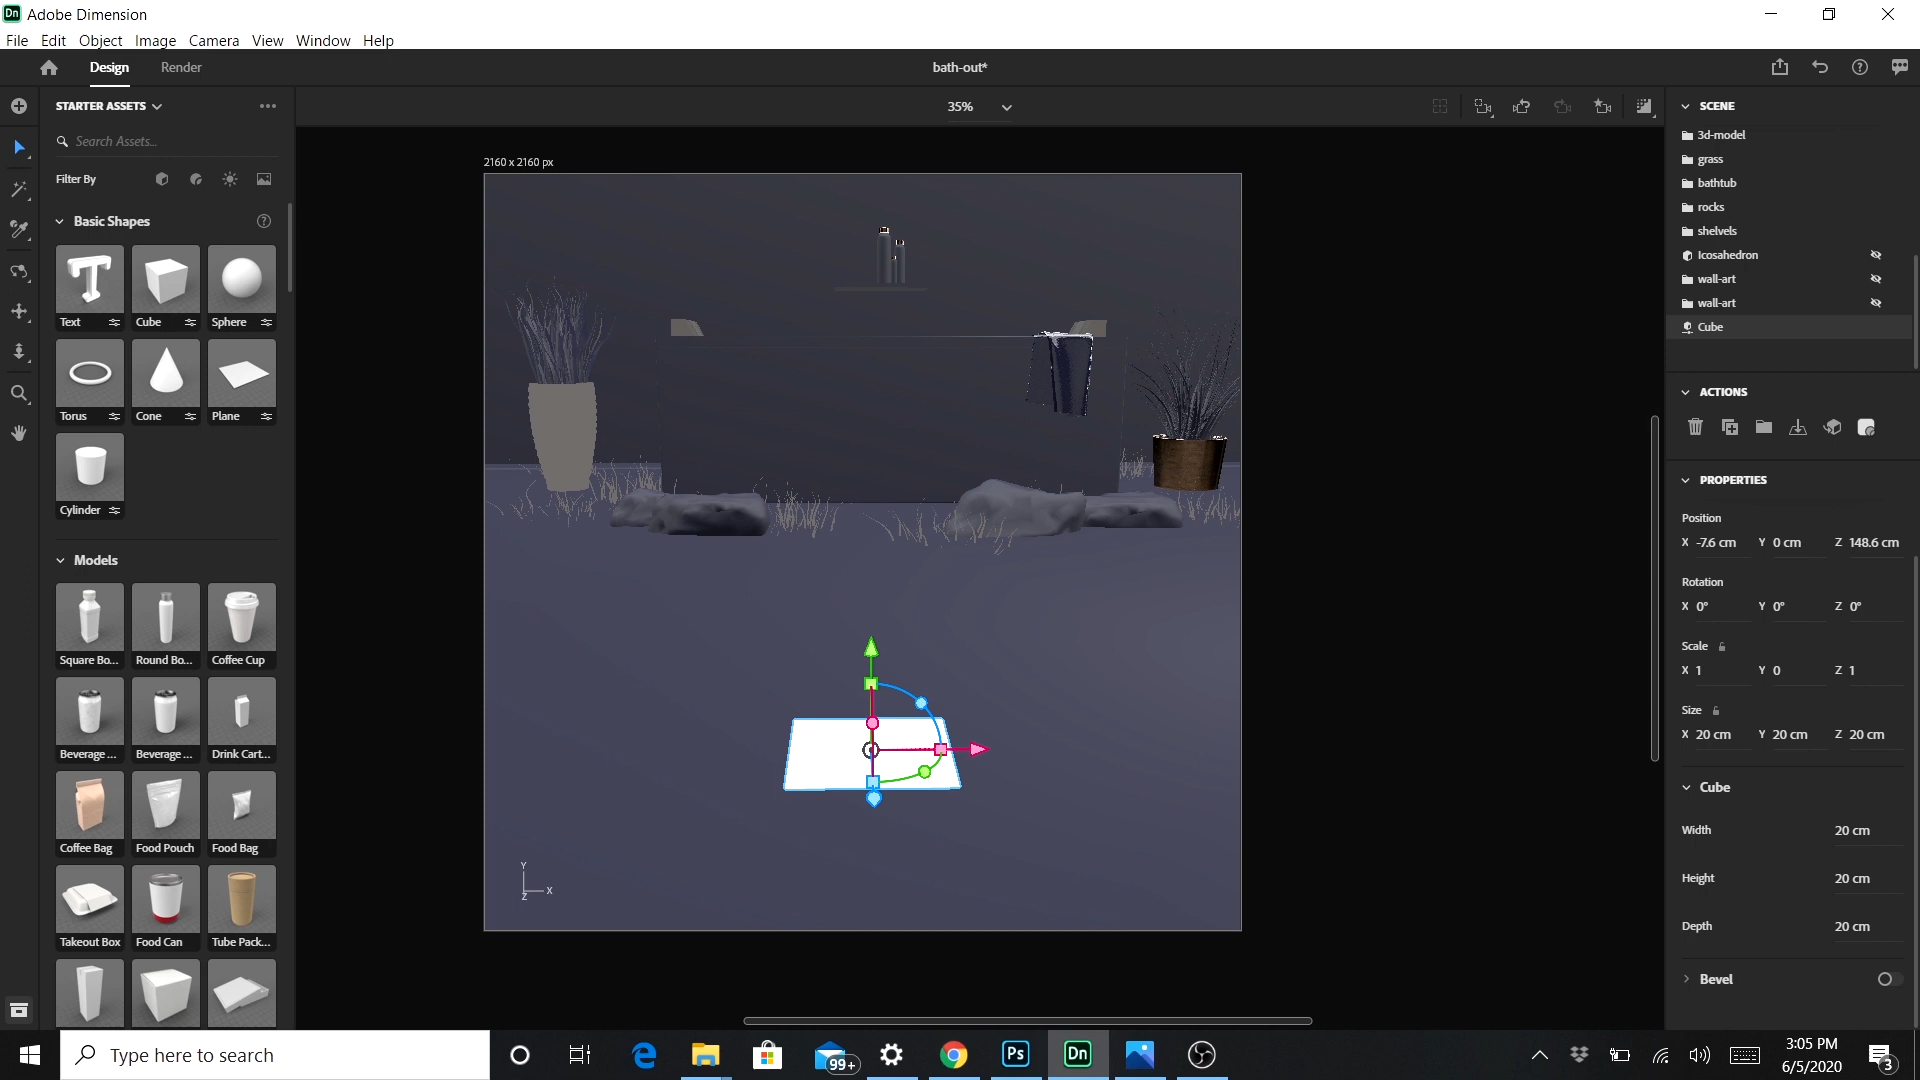 Dn Adobe Dimension
File Edit Object Image Camera View Window Help
Design Render bath-out*
STARTER ASSETS
35%
Search Assets...
Filter By
Basic Shapes
Text Cube Sphere
Torus Cone Plane
Cylinder
Models
Square Bo... Round Bo... Coffee Cup
Beverage ... Beverage ... Drink Cart...
Coffee Bag Food Pouch Food Bag
Takeout Box Food Can Tube Pack...
2160 x 2160 px
Y
X
Z
SCENE
3d-model
grass
bathtub
rocks
shelvels
Icosahedron
wall-art
wall-art
Cube
ACTIONS
PROPERTIES
Position
X -7.6 cm Y 0 cm Z 148.6 cm
Rotation
X 0° Y 0° Z 0°
Scale
X 1 Y 0 Z 1
Size
X 20 cm Y 20 cm Z 20 cm
Cube
Width 20 cm
Height 20 cm
Depth 20 cm
Bevel
Type here to search
99+
Ps
Dn
3:05 PM
6/5/2020
3